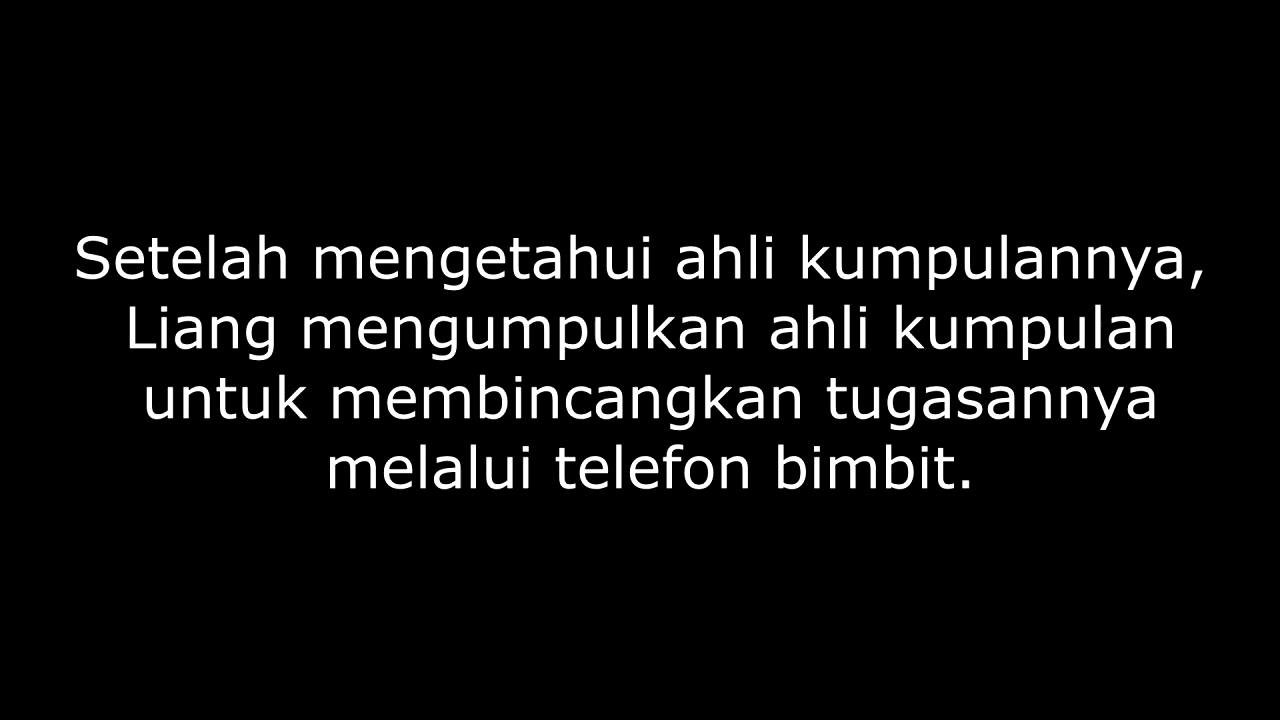 Setelah mengetahui ahli kumpulannya,
Liang mengumpulkan ahli kumpulan
untuk membincangkan tugasannya
melalui telefon bimbit.